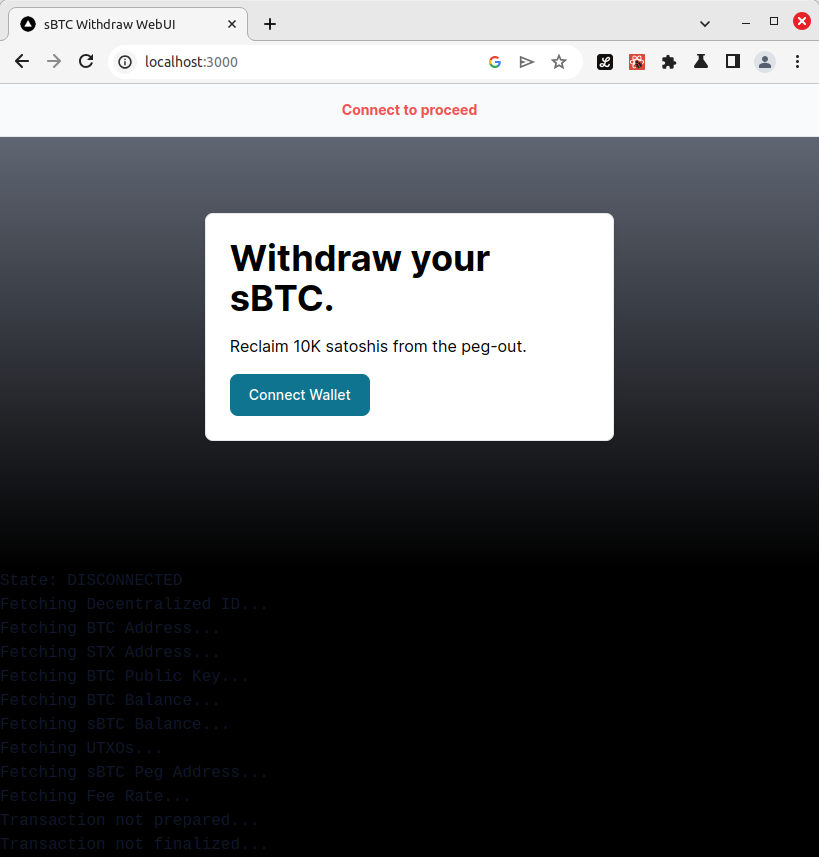 sBTC Withdraw WebUI
localhost:3000
Connect to proceed
Withdraw your
sBTC.
Reclaim 10K satoshis from the peg-out.
Connect Wallet
State: DISCONNECTED
Fetching Decentralized ID...
Fetching BTC Address...
Fetching STX Address...
Fetching BTC Public Key...
Fetching BTC Balance...
Fetching sBTC Balance...
Fetching UTXOs...
Fetching sBTC Peg Address...
Fetching Fee Rate...
Transaction not prepared...
Transaction not finalized...